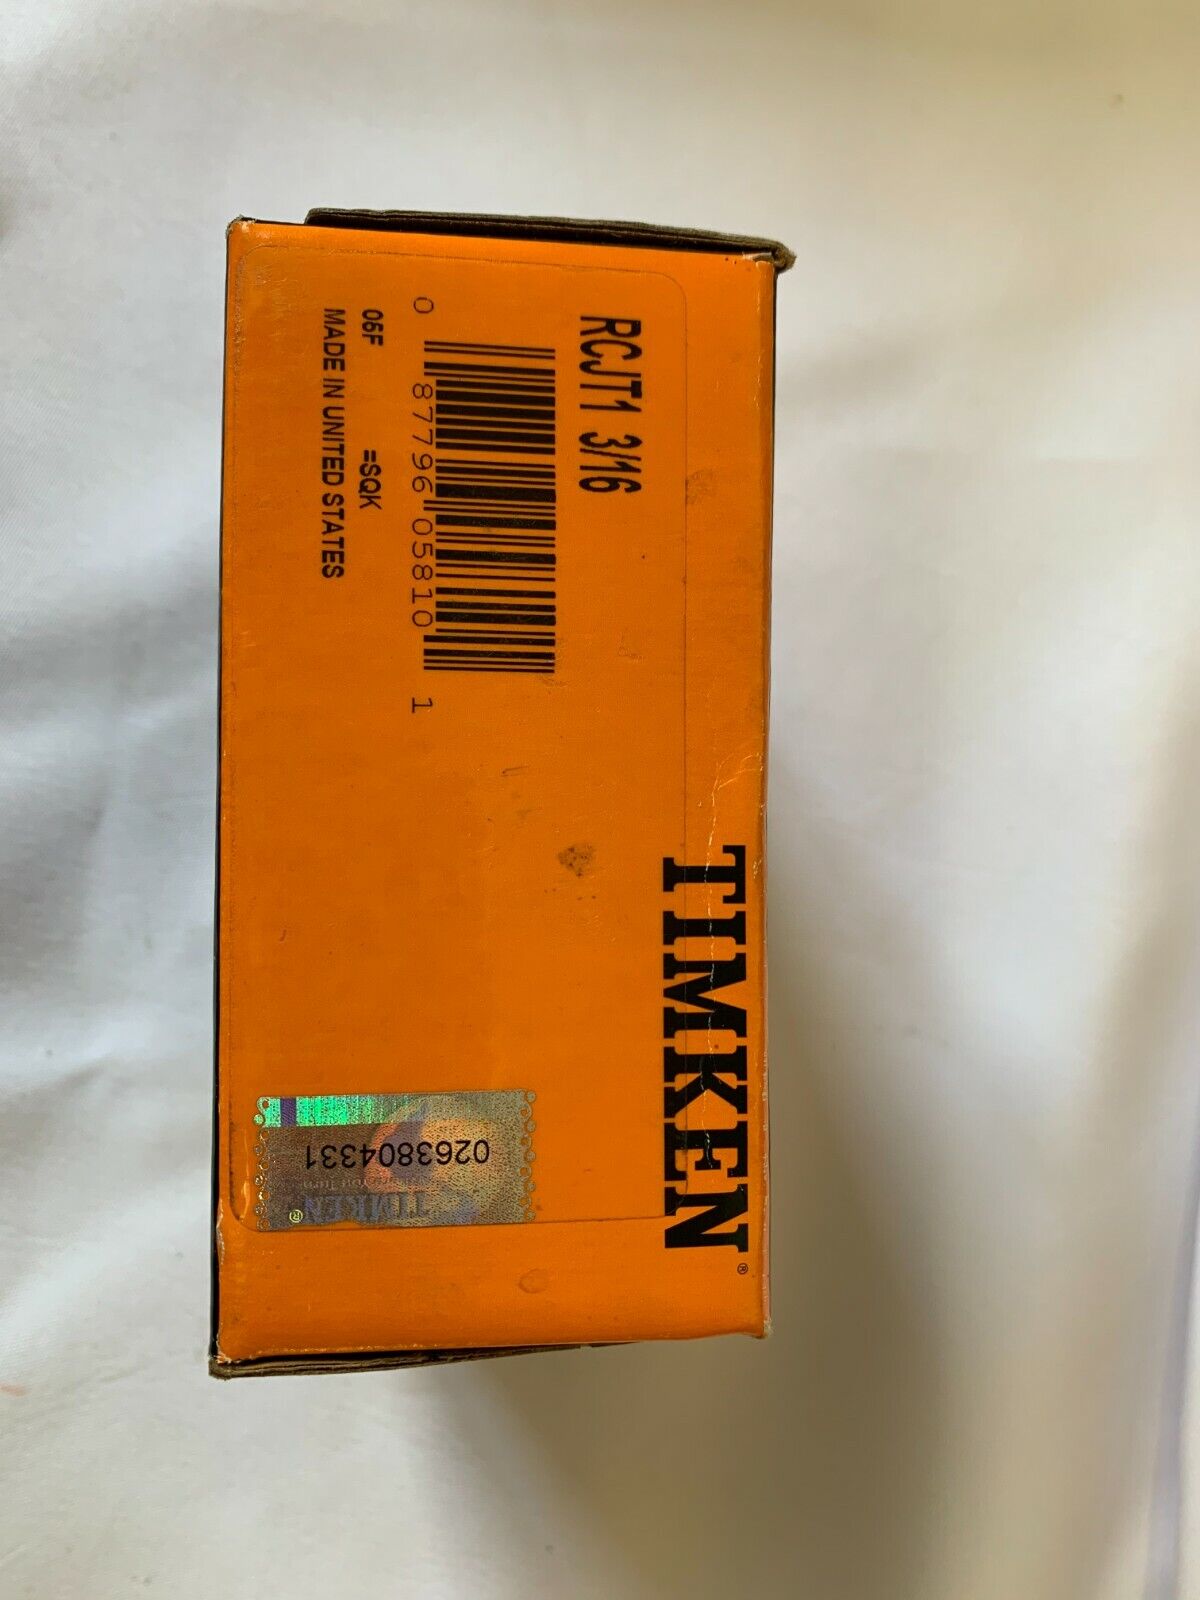 RCJT1 3/16
0 87796 05810 1
06F =SQK
MADE IN UNITED STATES
TIMKEN®
0263804331
TIMKEN®